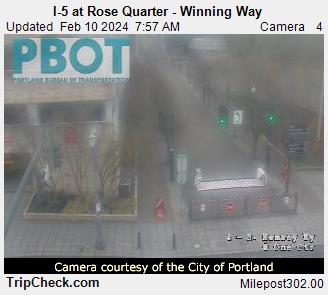 I-5 at Rose Quarter - Winning Way
Updated Feb 10 2024 7:57 AM Camera 4
PBOT
PORTLAND BUREAU OF TRANSPORTATION
Camera courtesy of the City of Portland
TripCheck.com Milepost302.00